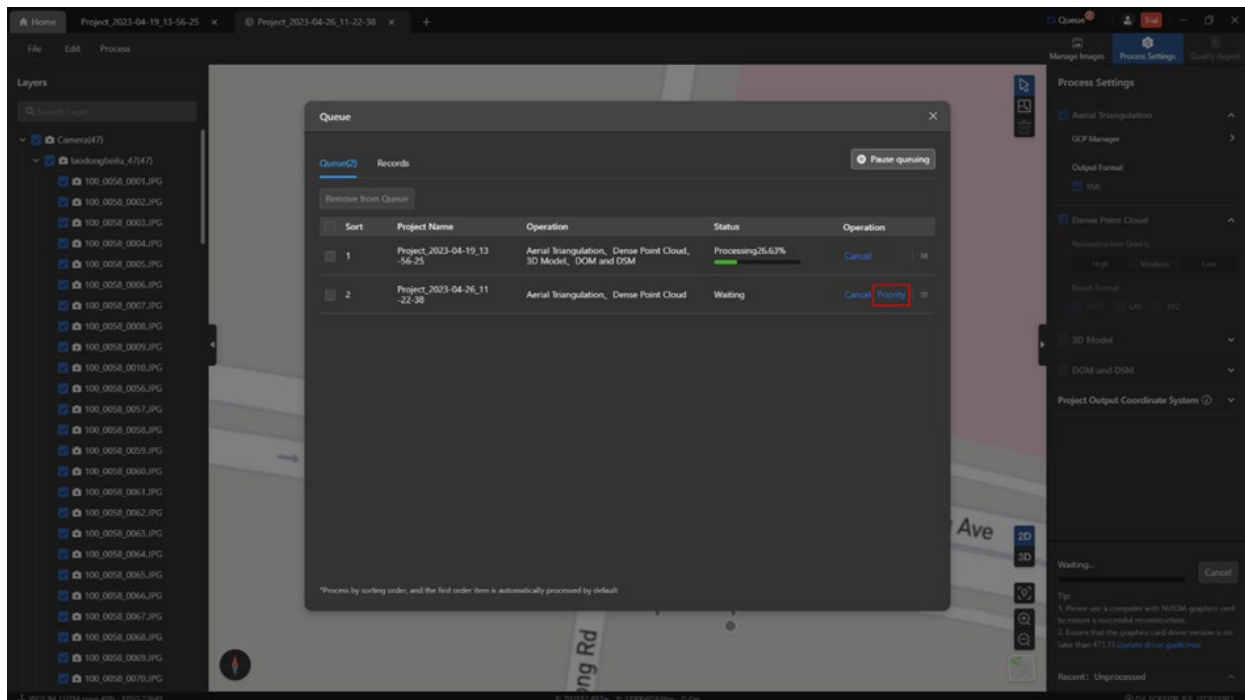 Home Project_2023-04-19_13-56-25 Project_2023-04-26_11-22-38 Queue Trial
File Edit Process
Manage Images Process Settings Quality Report
Layers
Search Layer
Camera(47)
laodongbeilu_47(47)
100_0058_0001.JPG
100_0058_0002.JPG
100_0058_0003.JPG
100_0058_0004.JPG
100_0058_0005.JPG
100_0058_0006.JPG
100_0058_0007.JPG
100_0058_0008.JPG
100_0058_0009.JPG
100_0058_0010.JPG
100_0058_0056.JPG
100_0058_0057.JPG
100_0058_0058.JPG
100_0058_0059.JPG
100_0058_0060.JPG
100_0058_0061.JPG
100_0058_0062.JPG
100_0058_0063.JPG
100_0058_0064.JPG
100_0058_0065.JPG
100_0058_0066.JPG
100_0058_0067.JPG
100_0058_0068.JPG
100_0058_0069.JPG
100_0058_0070.JPG
Queue
Queue(2) Records Pause queuing
Remove from Queue
Sort Project Name Operation Status Operation
1 Project_2023-04-19_13 Aerial Triangulation、Dense Point Cloud、 Processing26.63% Cancel
-56-25 3D Model、DOM and DSM
2 Project_2023-04-26_11 Aerial Triangulation、Dense Point Cloud Waiting Cancel Priority
-22-38
*Process by sorting order, and the first order item is automatically processed by default
Ave
ong Rd
2D
3D
Process Settings
Aerial Triangulation
GCP Manager
Output Format
XML
Dense Point Cloud
Reconstruction Quality
High Medium Low
Result Format
PNTS LAS XYZ
3D Model
DOM and DSM
Project Output Coordinate System
Waiting...
Cancel
Tip:
1. Please use a computer with NVIDIA graphics card
to ensure a successful reconstruction.
2. Ensure that the graphics card driver version is no
later than 471.11.Update driver guidelines
Recent: Unprocessed